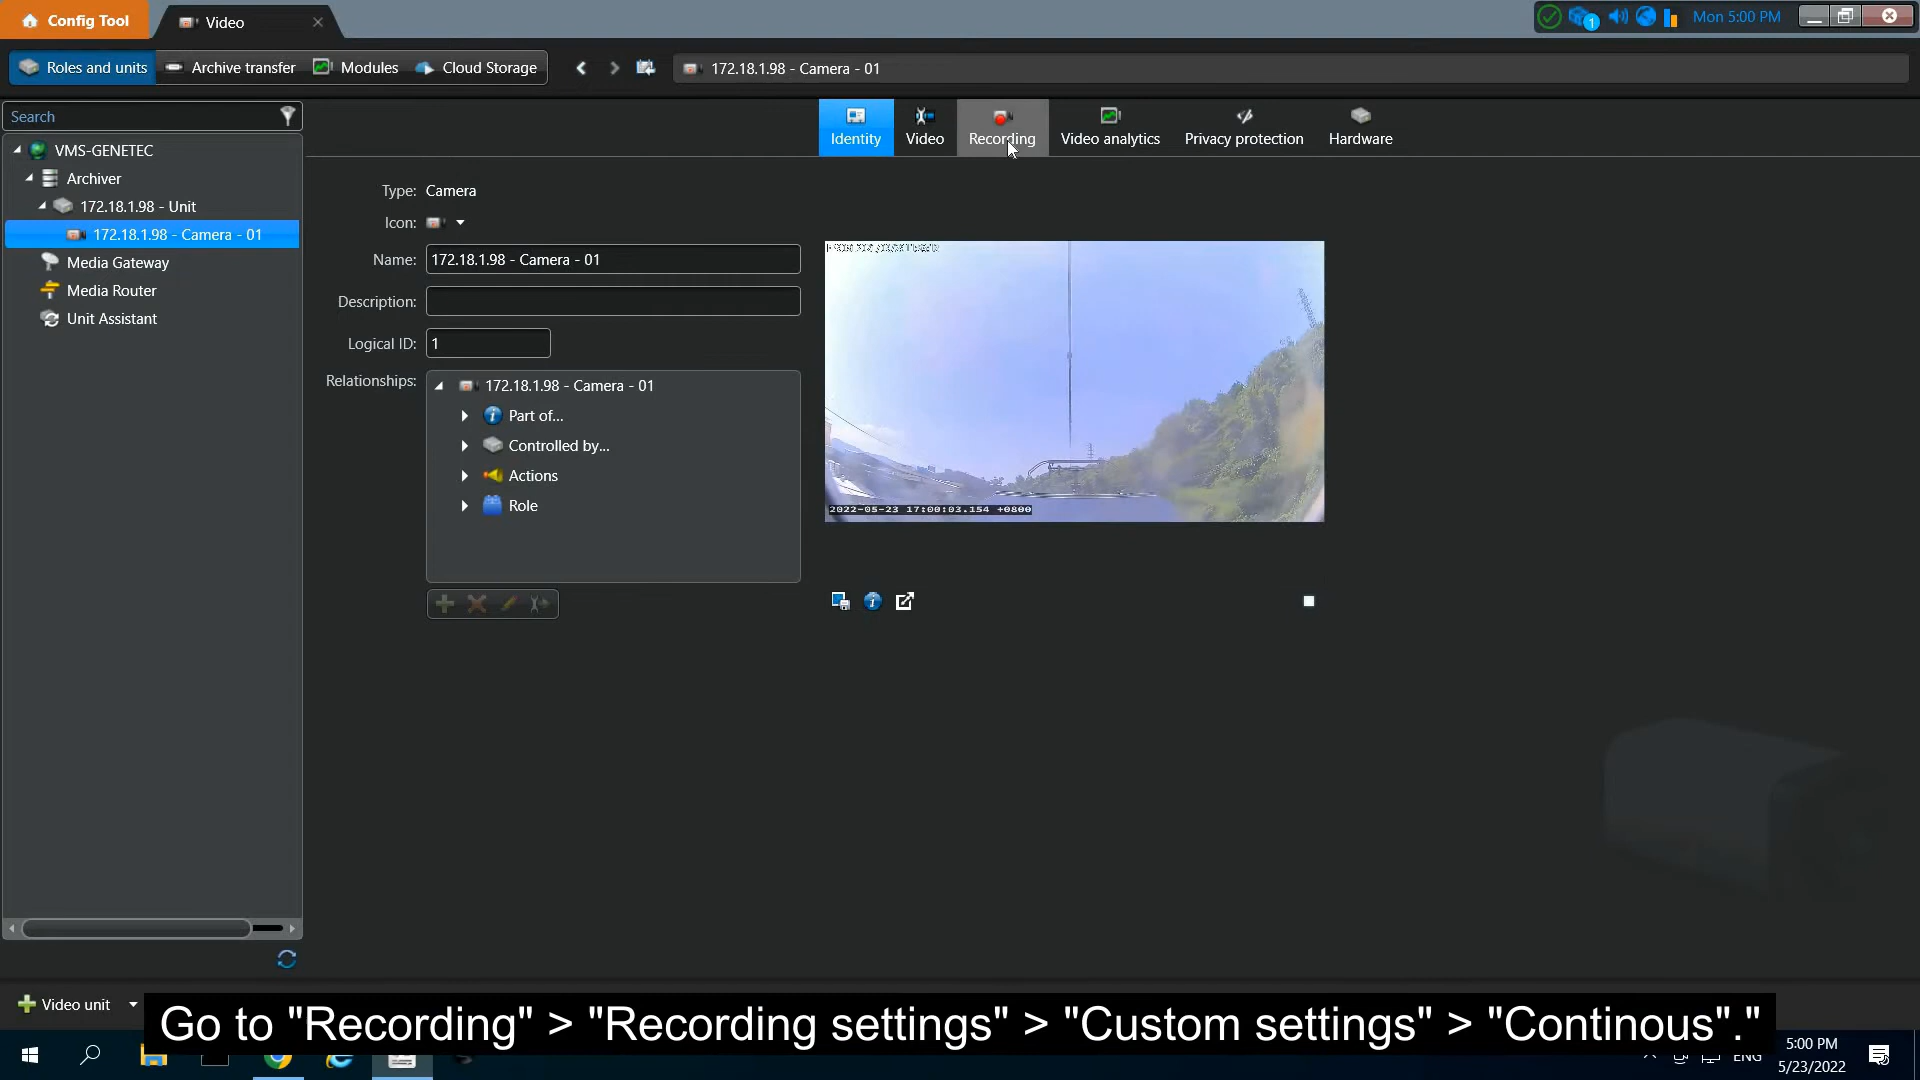 Config Tool
Video
1
Mon 5:00 PM
Roles and units
Archive transfer
Modules
Cloud Storage
172.18.1.98 - Camera - 01
Search
Identity
Video
Recording
Video analytics
Privacy protection
Hardware
VMS-GENETEC
Archiver
172.18.1.98 - Unit
172.18.1.98 - Camera - 01
Media Gateway
Media Router
Unit Assistant
Type: Camera
Icon:
Name: 172.18.1.98 - Camera - 01
Description:
Logical ID: 1
Relationships:
172.18.1.98 - Camera - 01
Part of...
Controlled by...
Actions
Role
2022-05-23 17:00:03.154 +0800
Video unit
Go to "Recording" > "Recording settings" > "Custom settings" > "Continous"."
ENG
5:00 PM
5/23/2022